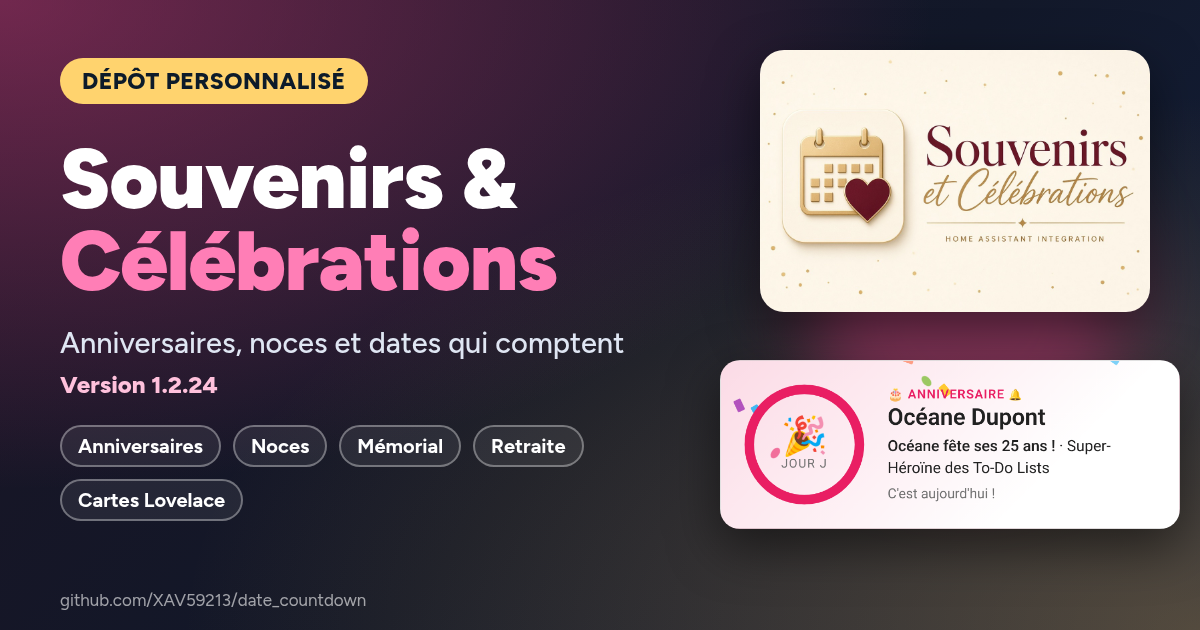 DÉPÔT PERSONNALISÉ
Souvenirs &
Célébrations
Anniversaires, noces et dates qui comptent
Version 1.2.24
Anniversaires
Noces
Mémorial
Retraite
Cartes Lovelace
github.com/XAV59213/date_countdown
Souvenirs
et Célébrations
HOME ASSISTANT INTEGRATION
🎂 ANNIVERSAIRE 🔔
Océane Dupont
Océane fête ses 25 ans ! · Super-
Héroïne des To-Do Lists
C'est aujourd'hui !
JOUR J